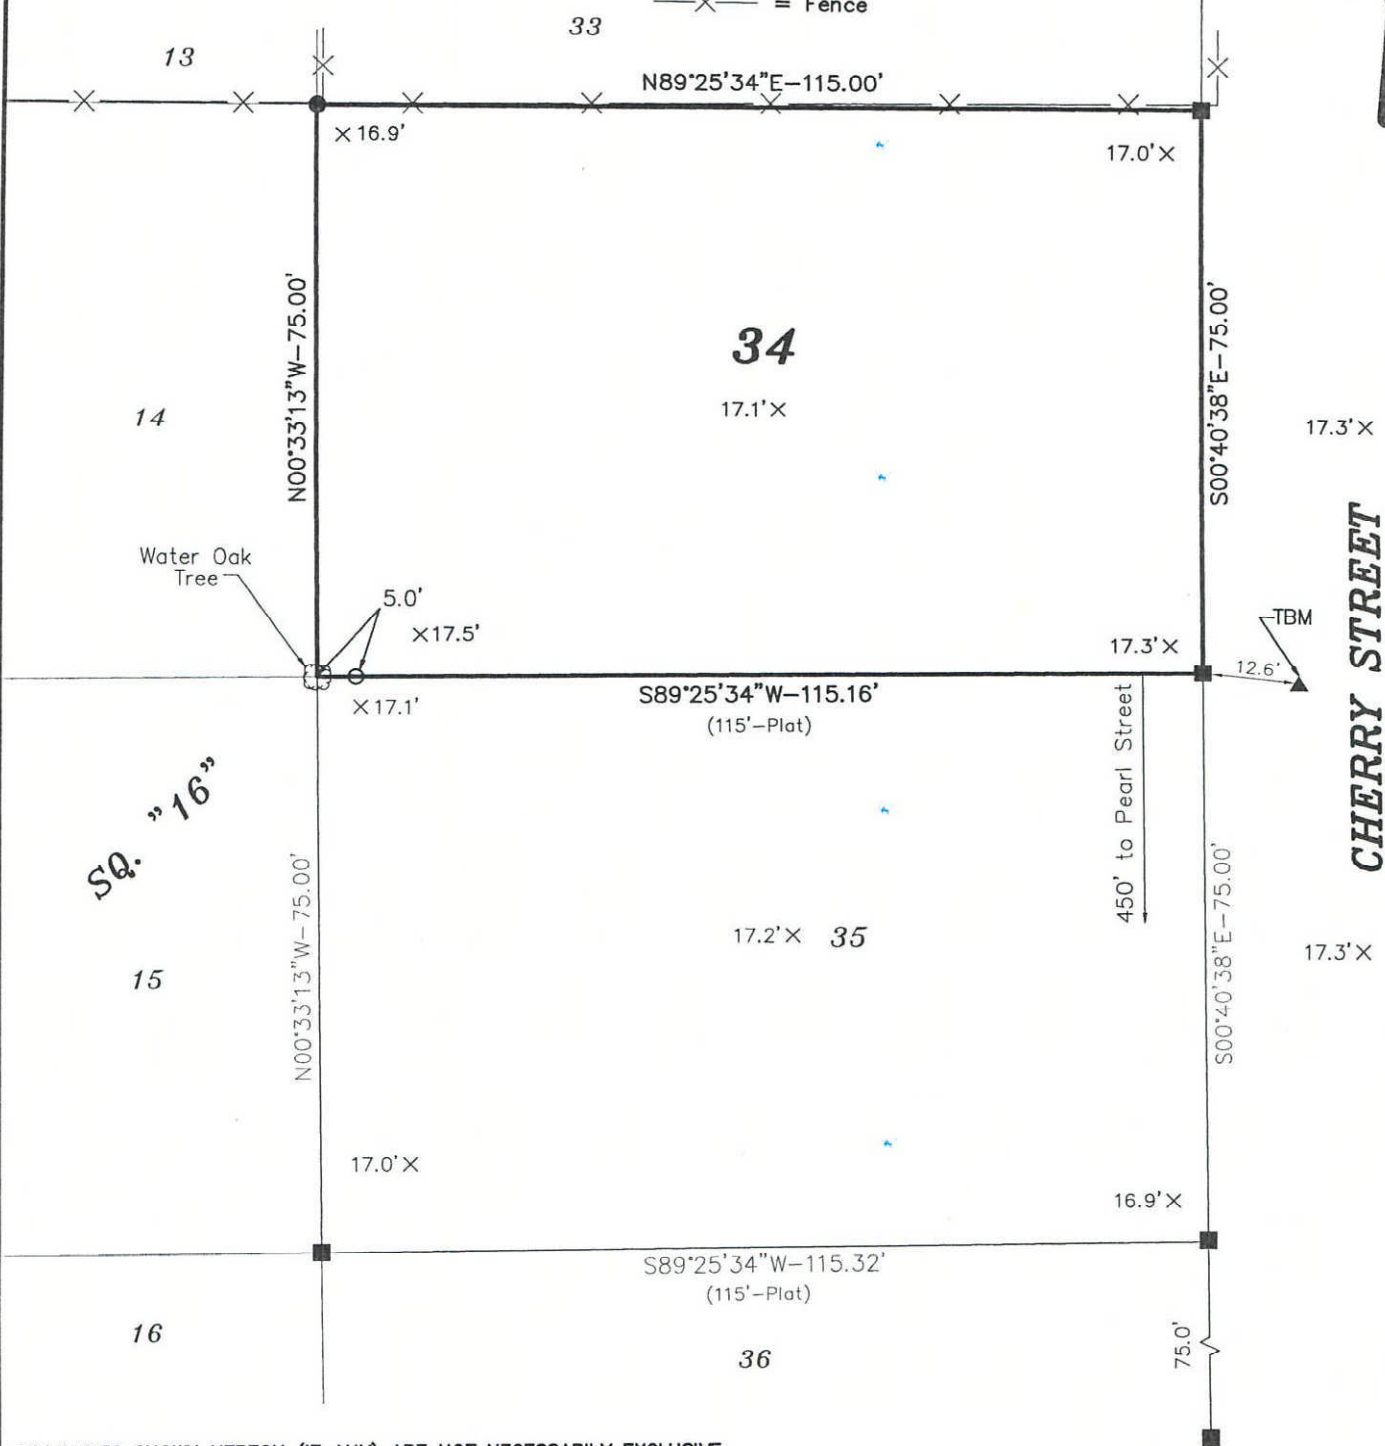 = Fence
33
13
N89°25'34"E-115.00'
16.9'
17.0'
N00°33'13"W-75.00'
S00°40'38"E-75.00'
34
17.1'
14
17.3'
CHERRY STREET
Water Oak
Tree
5.0'
17.5'
17.3'
TBM
12.6'
S89°25'34"W-115.16'
(115'-Plat)
17.1'
450' to Pearl Street
SQ. "16"
N00°33'13"W-75.00'
S00°40'38"E-75.00'
17.2'
35
17.3'
15
17.0'
16.9'
S89°25'34"W-115.32'
(115'-Plat)
16
36
75.0'